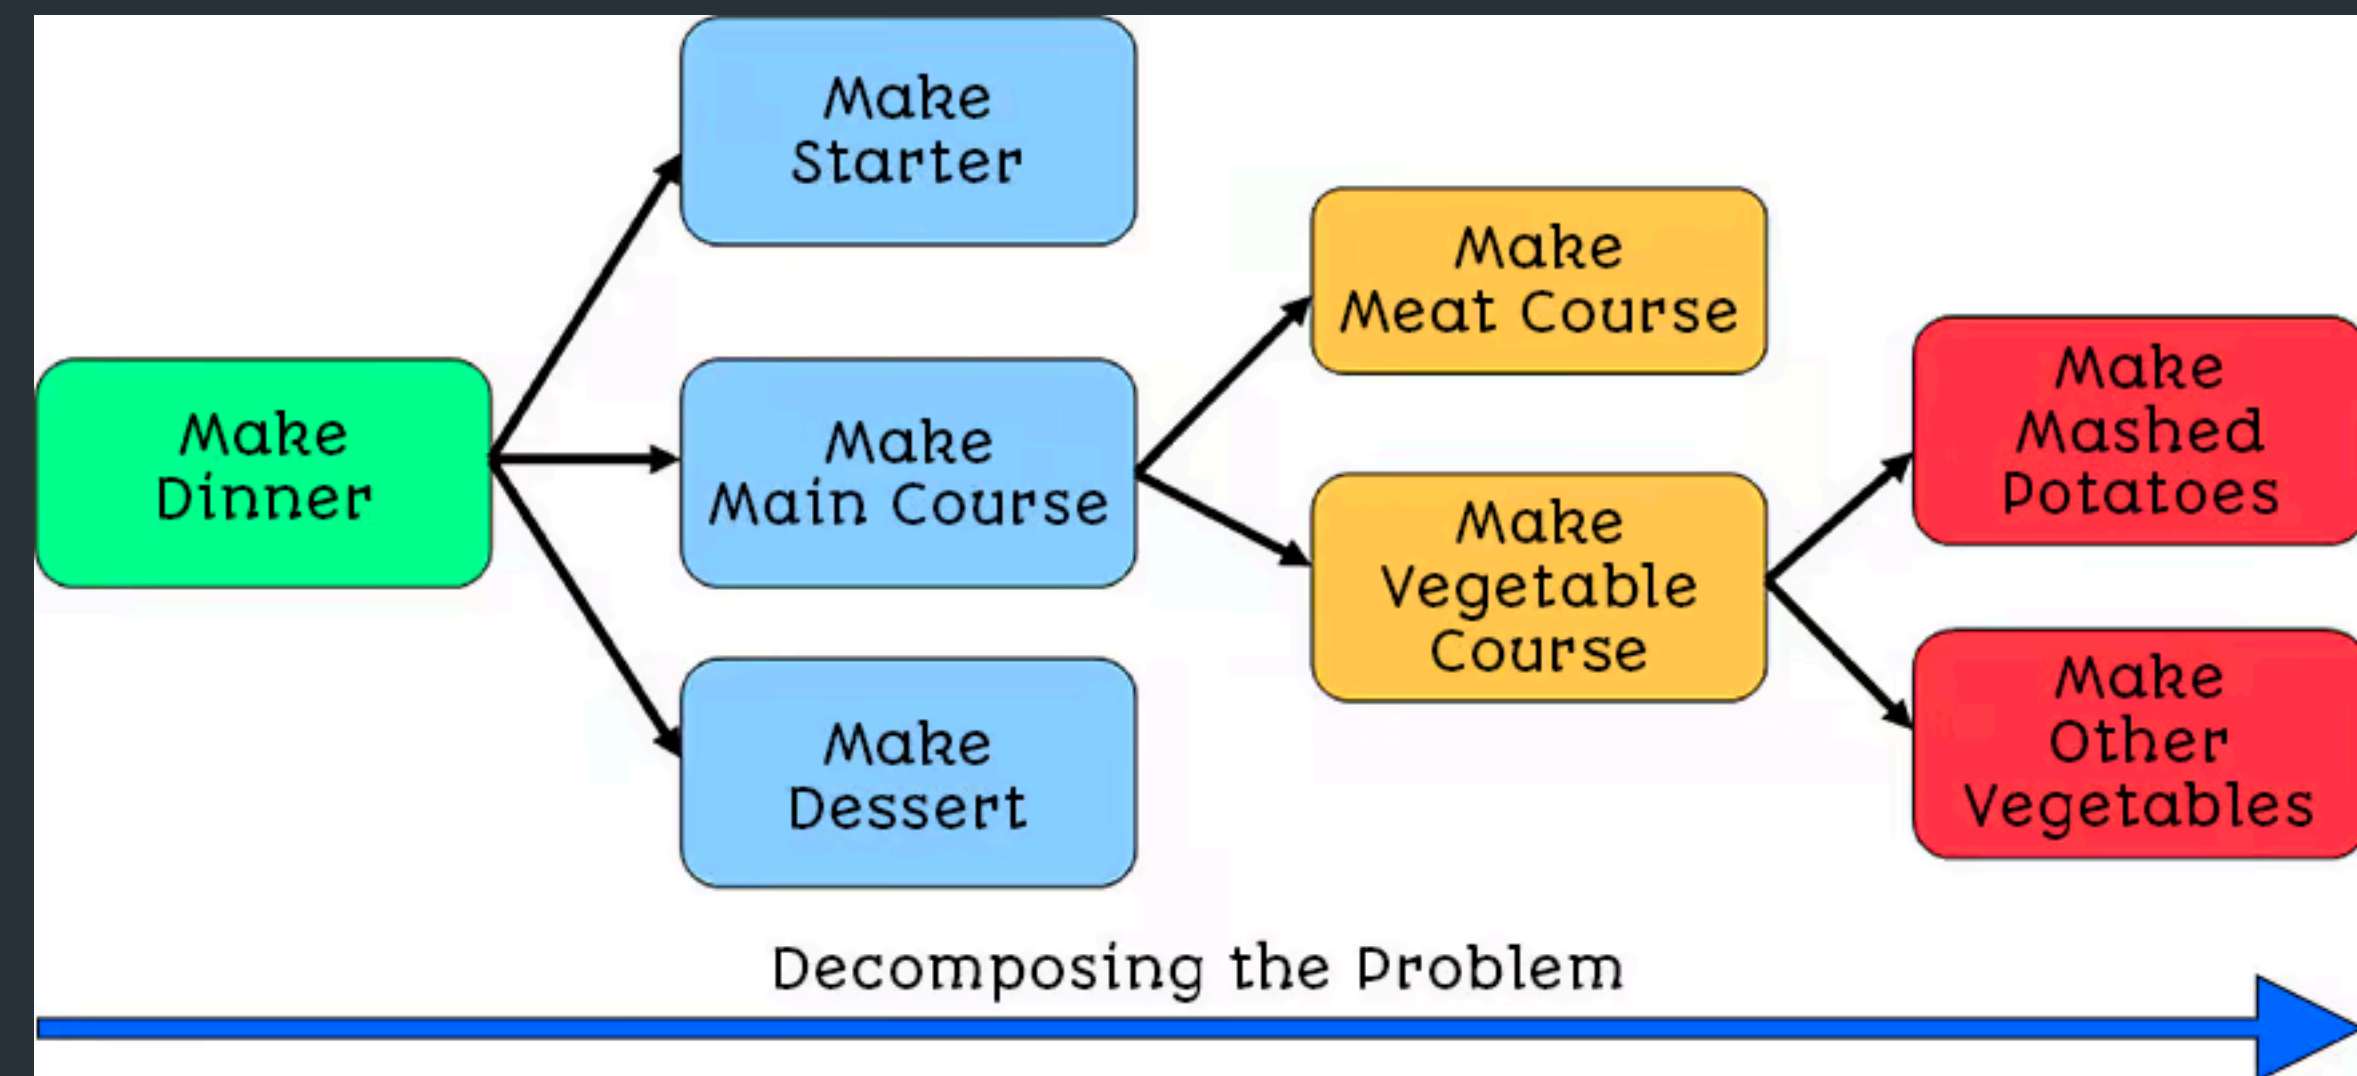 Make
Dinner
Make
Starter
Make
Main Course
Make
Dessert
Make
Meat Course
Make
Vegetable
Course
Make
Mashed
Potatoes
Make
Other
Vegetables
Decomposing the Problem